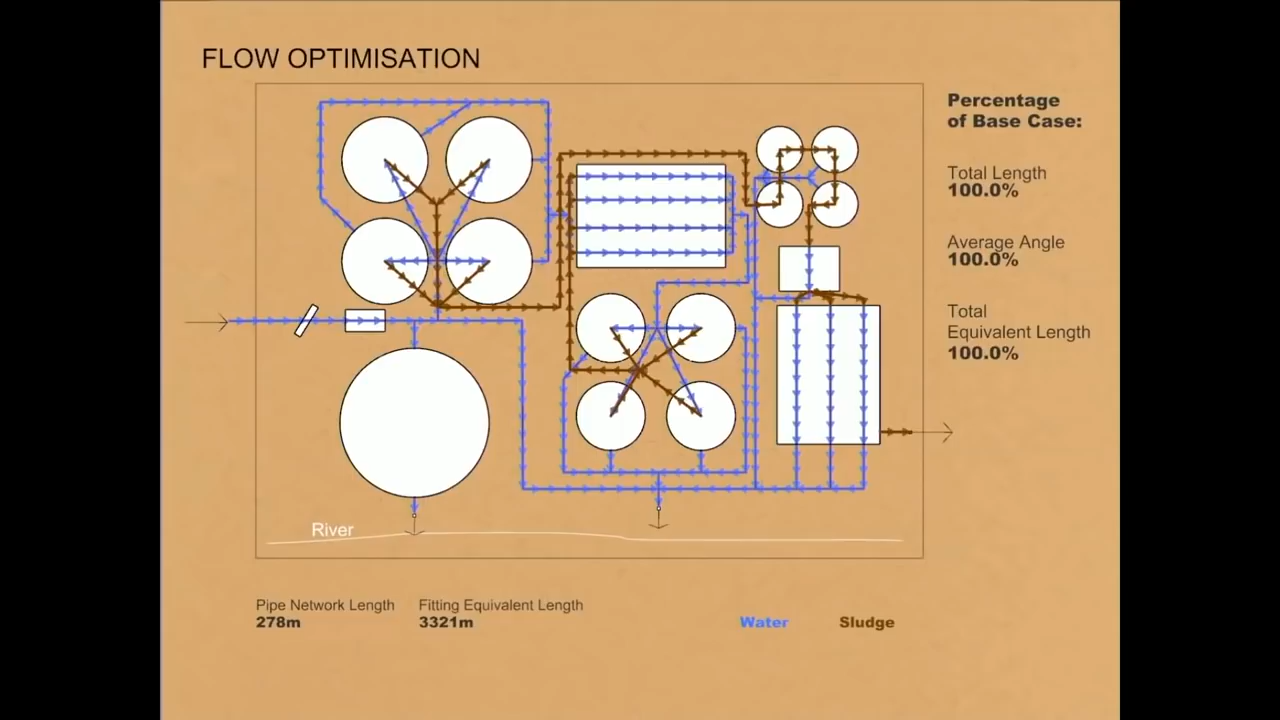 FLOW OPTIMISATION
Percentage
of Base Case:
Total Length
100.0%
Average Angle
100.0%
Total
Equivalent Length
100.0%
River
Pipe Network Length
278m
Fitting Equivalent Length
3321m
Water
Sludge